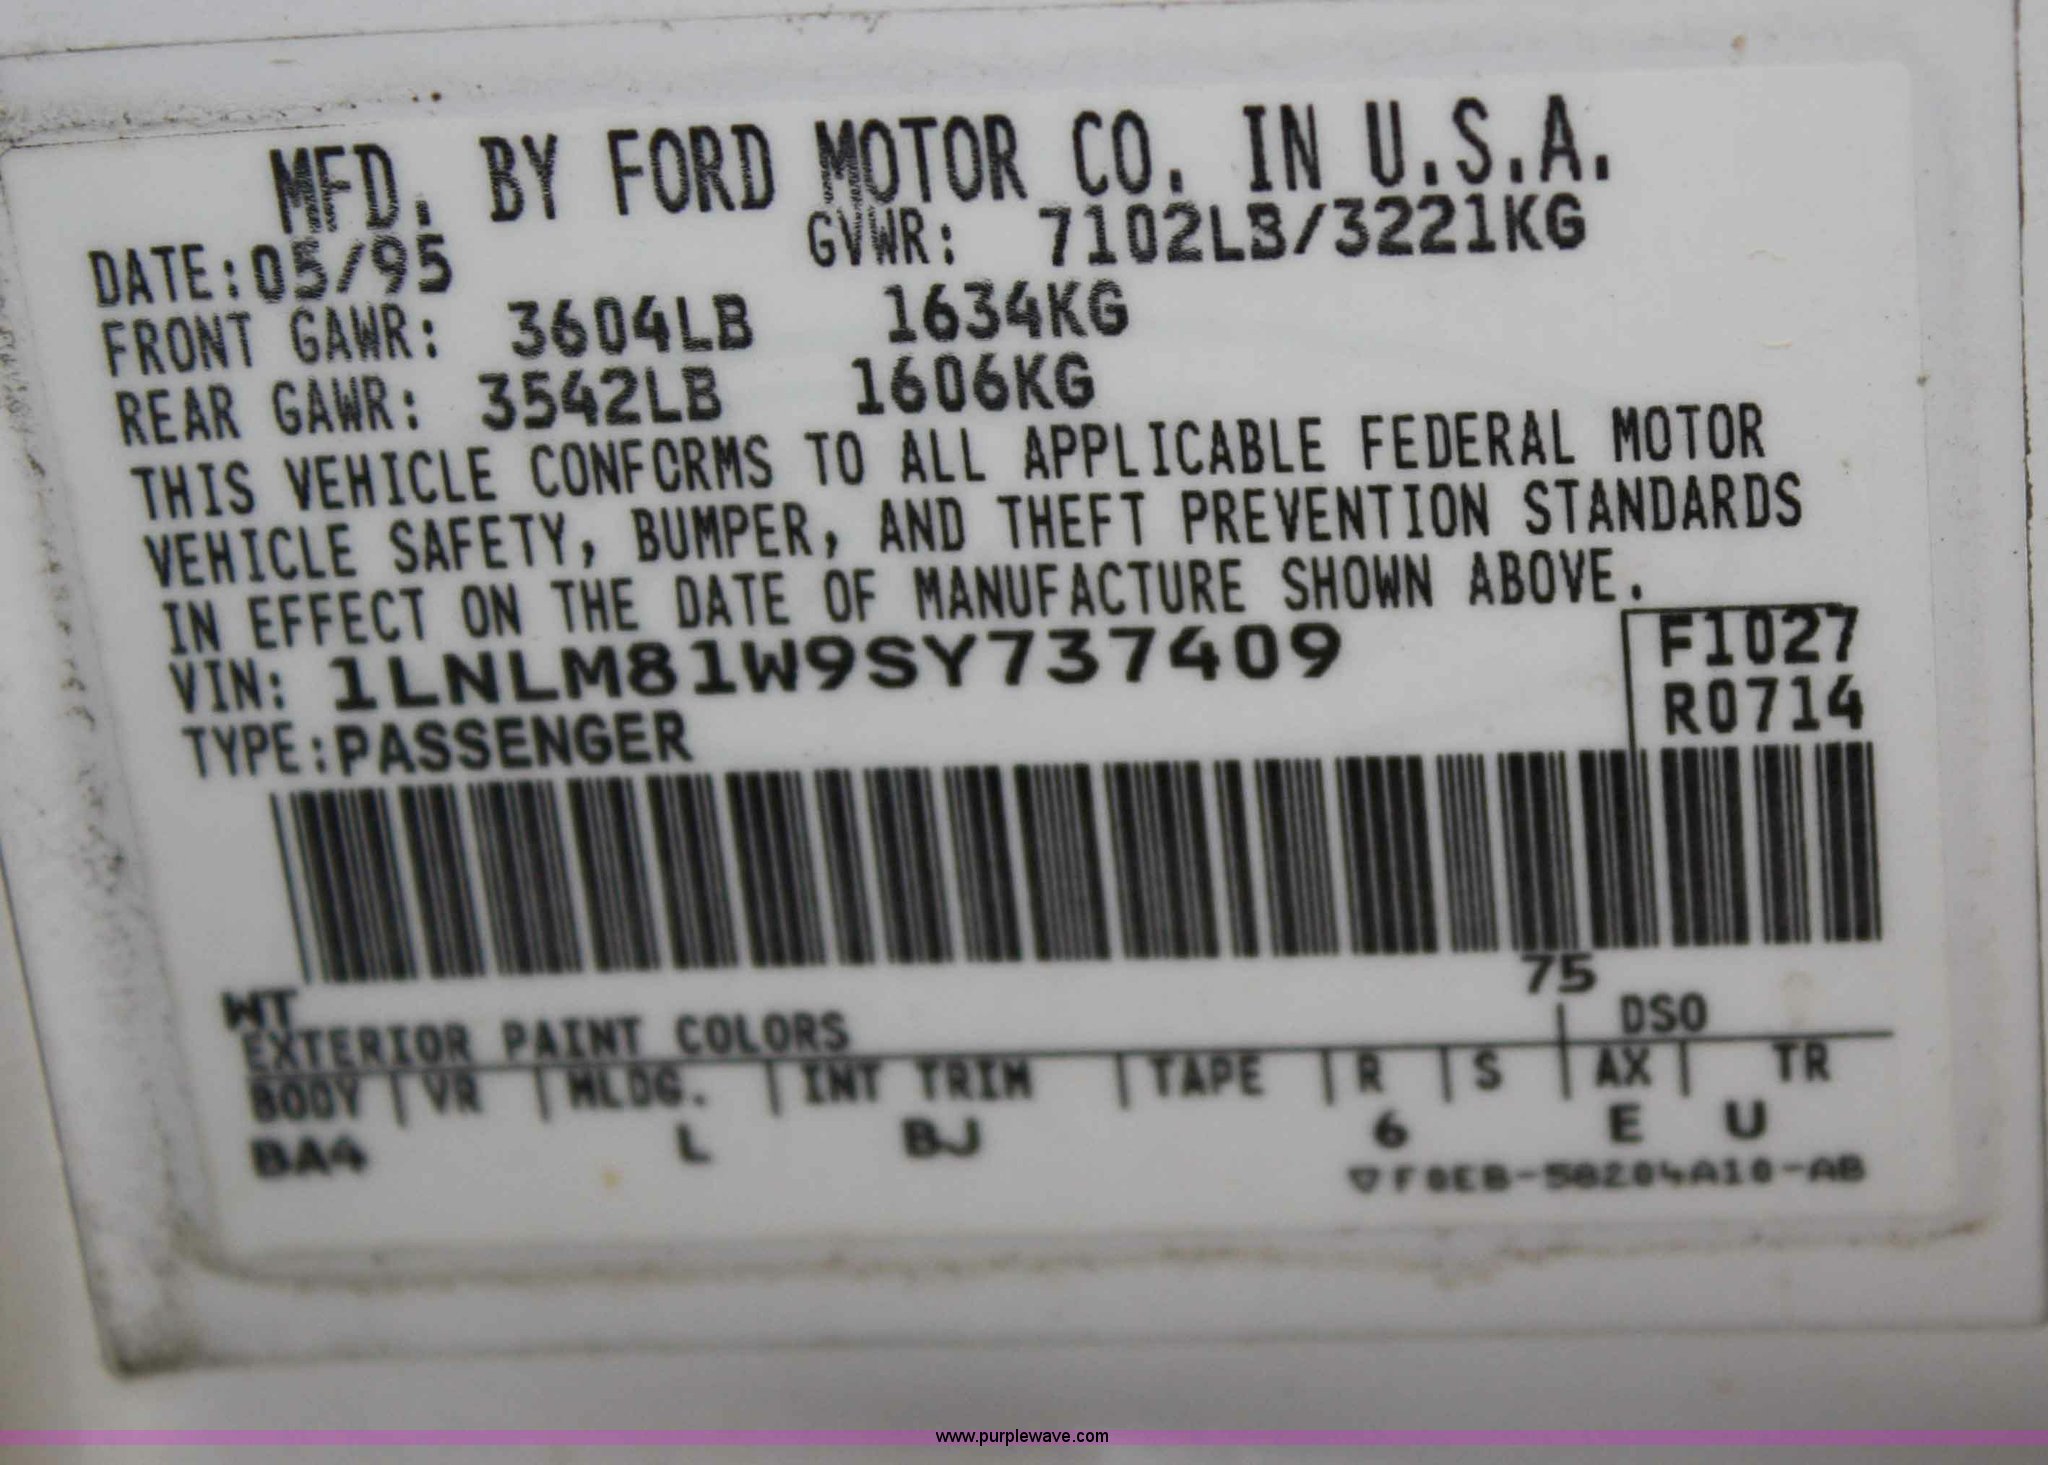 MFD. BY FORD MOTOR CO. IN U.S.A.
DATE:05/95 GVWR: 7102LB/3221KG
FRONT GAWR: 3604LB 1634KG
REAR GAWR: 3542LB 1606KG
THIS VEHICLE CONFORMS TO ALL APPLICABLE FEDERAL MOTOR
VEHICLE SAFETY, BUMPER, AND THEFT PREVENTION STANDARDS
IN EFFECT ON THE DATE OF MANUFACTURE SHOWN ABOVE.
VIN: 1LNLM81W9SY737409 F1027
TYPE:PASSENGER R0714
WT 75
EXTERIOR PAINT COLORS DSO
BODY VR MLDG. INT TRIM TAPE R S AX TR
BA4 L BJ 6 E U
▽F0EB-58204A10-AB
www.purplewave.com